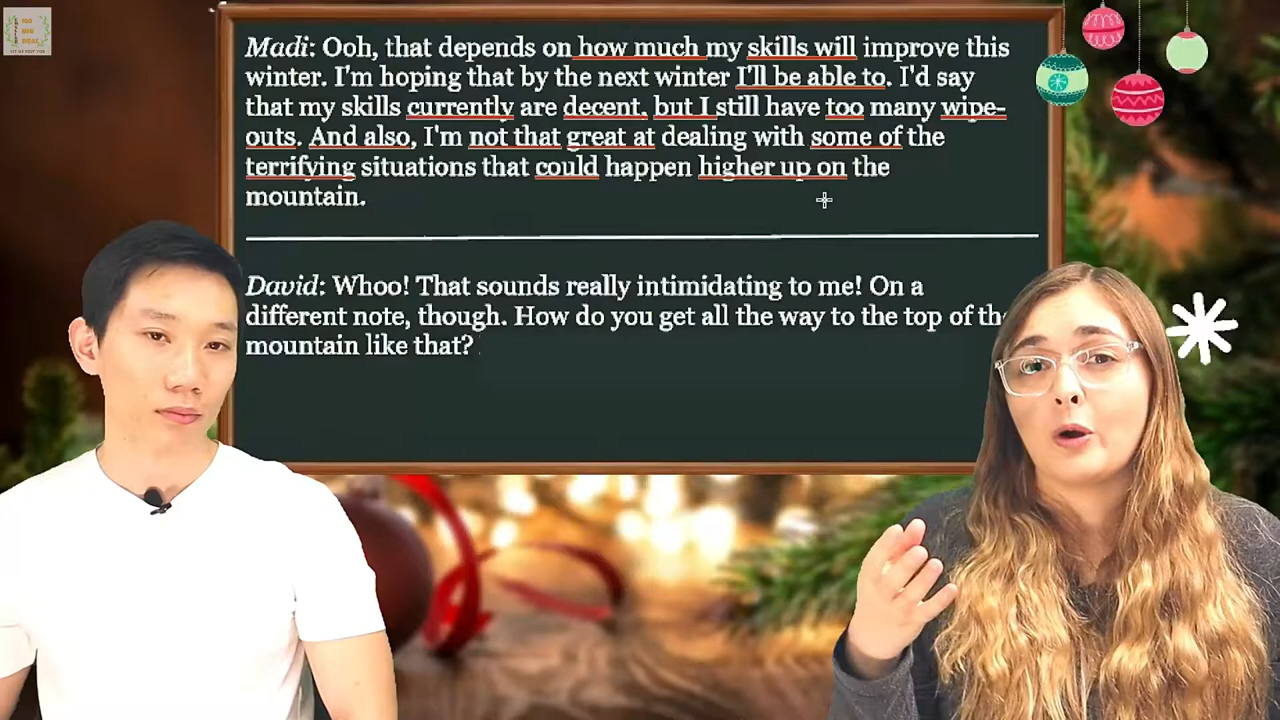 Madi: Ooh, that depends on how much my skills will improve this
winter. I'm hoping that by the next winter I'll be able to. I'd say
that my skills currently are decent, but I still have too many wipe-
outs. And also, I'm not that great at dealing with some of the
terrifying situations that could happen higher up on the
mountain.
David: Whoo! That sounds really intimidating to me! On a
different note, though. How do you get all the way to the top of the
mountain like that?